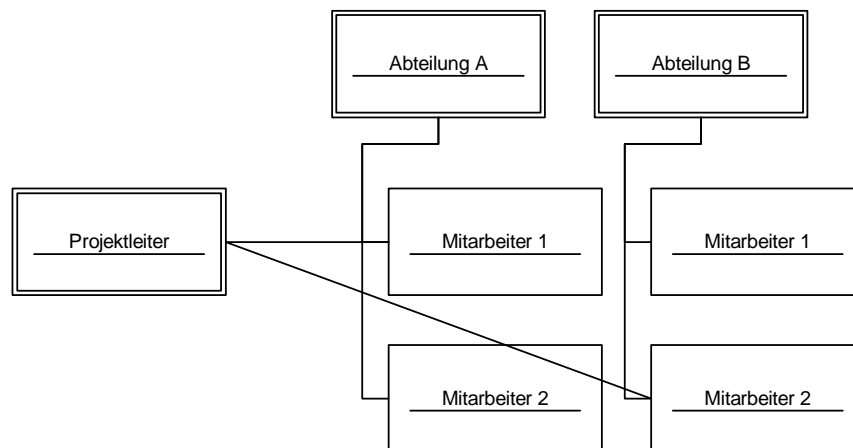 Abteilung A
Abteilung B
Projektleiter
Mitarbeiter 1
Mitarbeiter 1
Mitarbeiter 2
Mitarbeiter 2